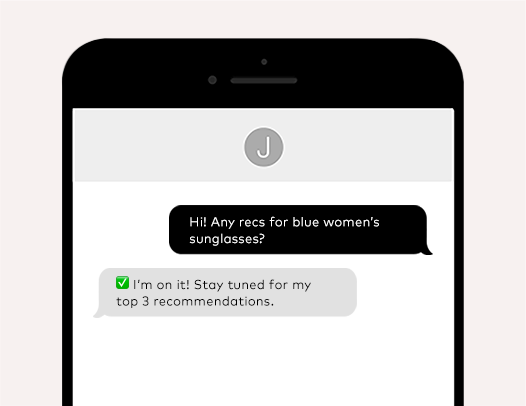 J
Hi! Any recs for blue women's
sunglasses?
✅ I'm on it! Stay tuned for my
top 3 recommendations.